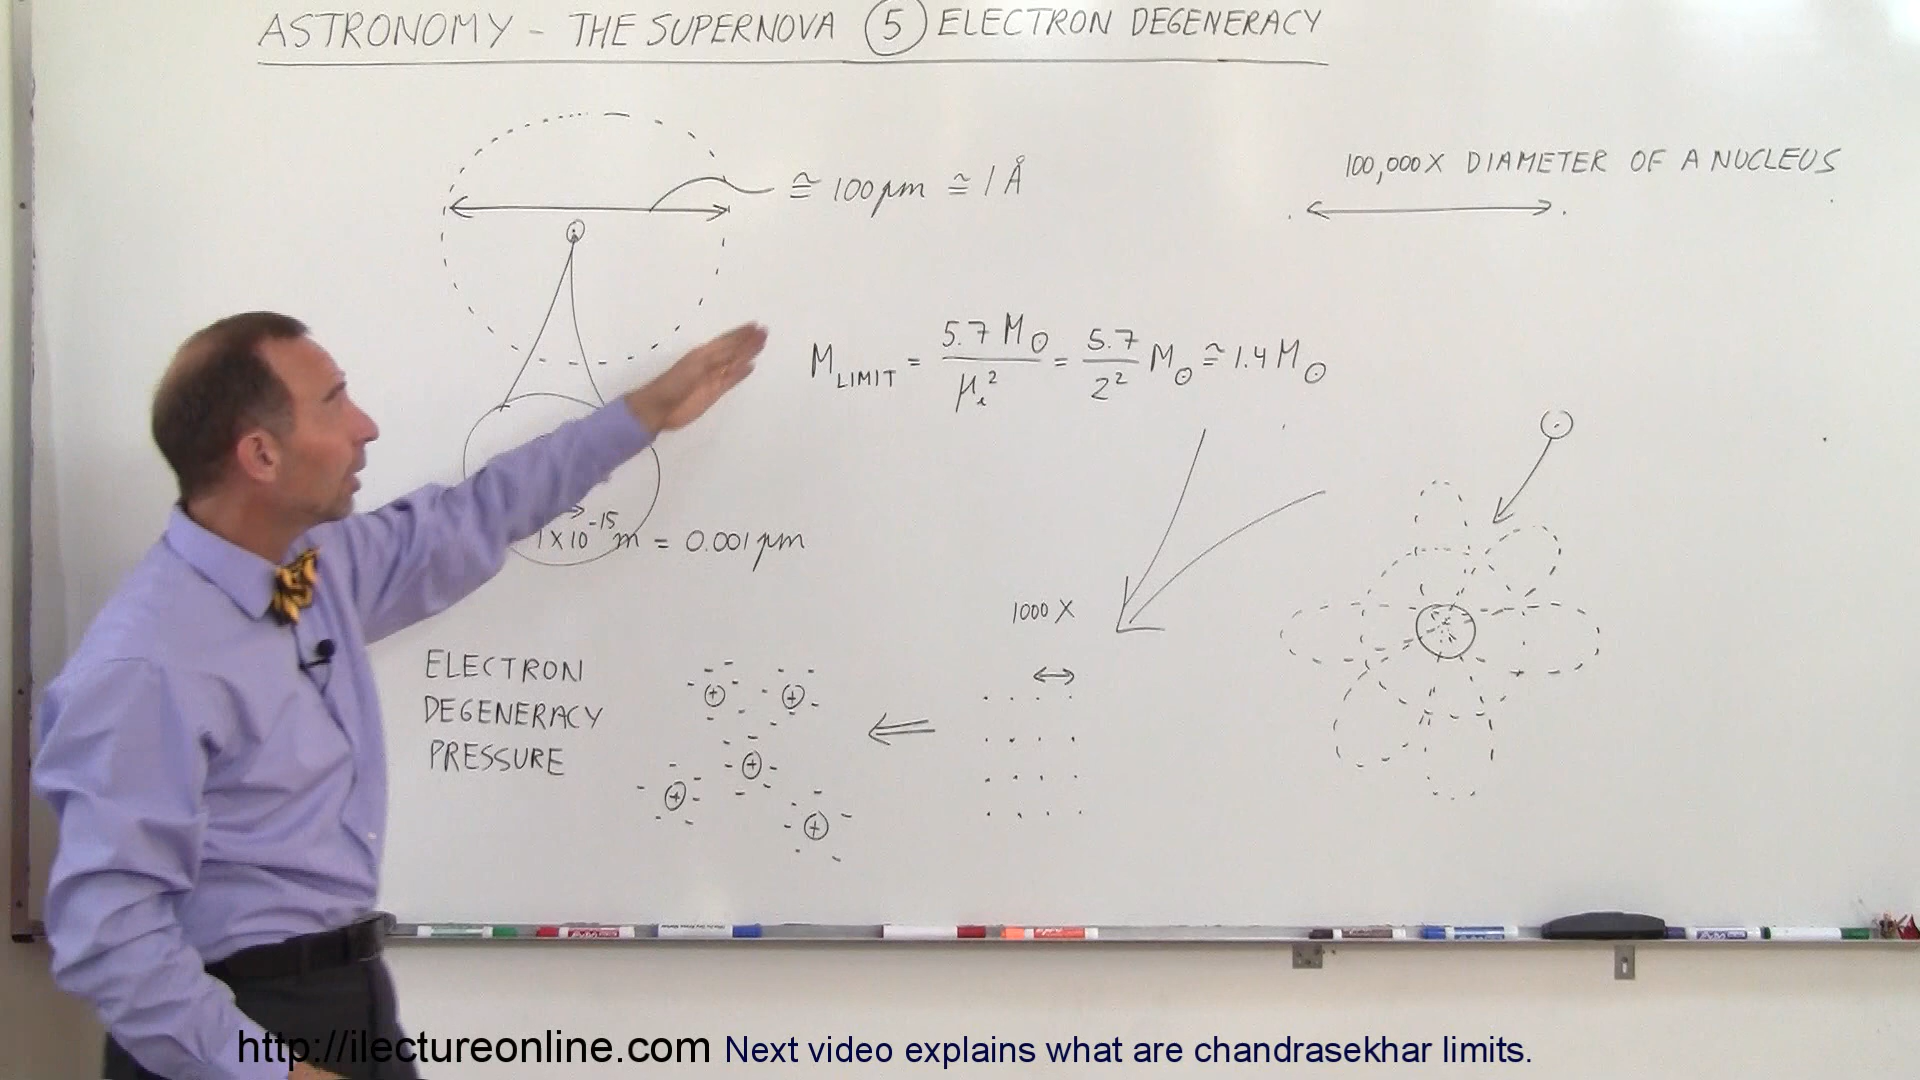 ASTRONOMY - THE SUPERNOVA ⑤ ELECTRON DEGENERACY
≅ 100 pm ≅ 1 Å
100,000 X DIAMETER OF A NUCLEUS
M_LIMIT = 5.7 M⊙ / μ_e² = 5.7 / 2² M⊙ ≅ 1.4 M⊙
1 X 10⁻¹⁵ m = 0.001 pm
1000 X
ELECTRON
DEGENERACY
PRESSURE
http://ilectureonline.com Next video explains what are chandrasekhar limits.